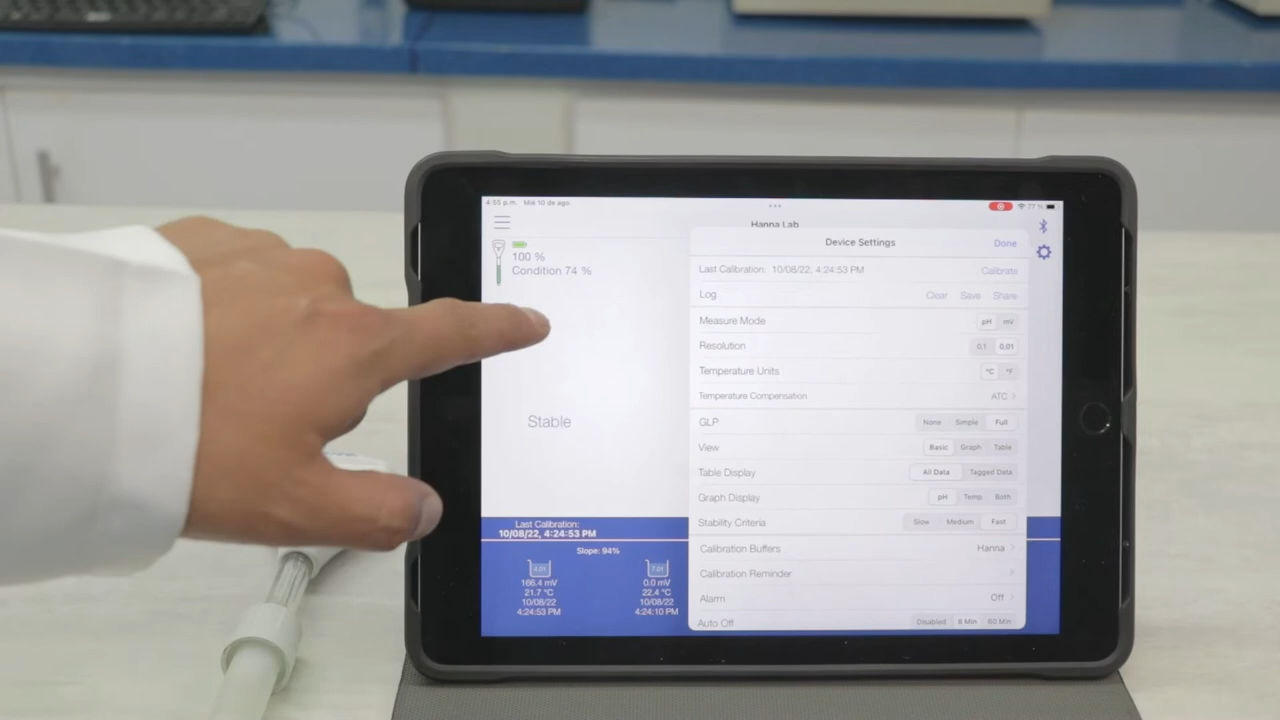 4:55 p.m. Mié 10 de ago
77 %
Hanna Lab
100 %
Condition 74 %
Stable
Last Calibration:
10/08/22, 4:24:53 PM
Slope: 94%
4.01 7.01
166.4 mV 0.0 mV
21.7 °C 22.4 °C
10/08/22 10/08/22
4:24:53 PM 4:24:10 PM
Device Settings Done
Last Calibration: 10/08/22, 4:24:53 PM Calibrate
Log Clear Save Share
Measure Mode pH mV
Resolution 0,1 0,01
Temperature Units °C °F
Temperature Compensation ATC
GLP None Simple Full
View Basic Graph Table
Table Display All Data Tagged Data
Graph Display pH Temp Both
Stability Criteria Slow Medium Fast
Calibration Buffers Hanna
Calibration Reminder
Alarm Off
Auto Off Disabled 8 Min 60 Min